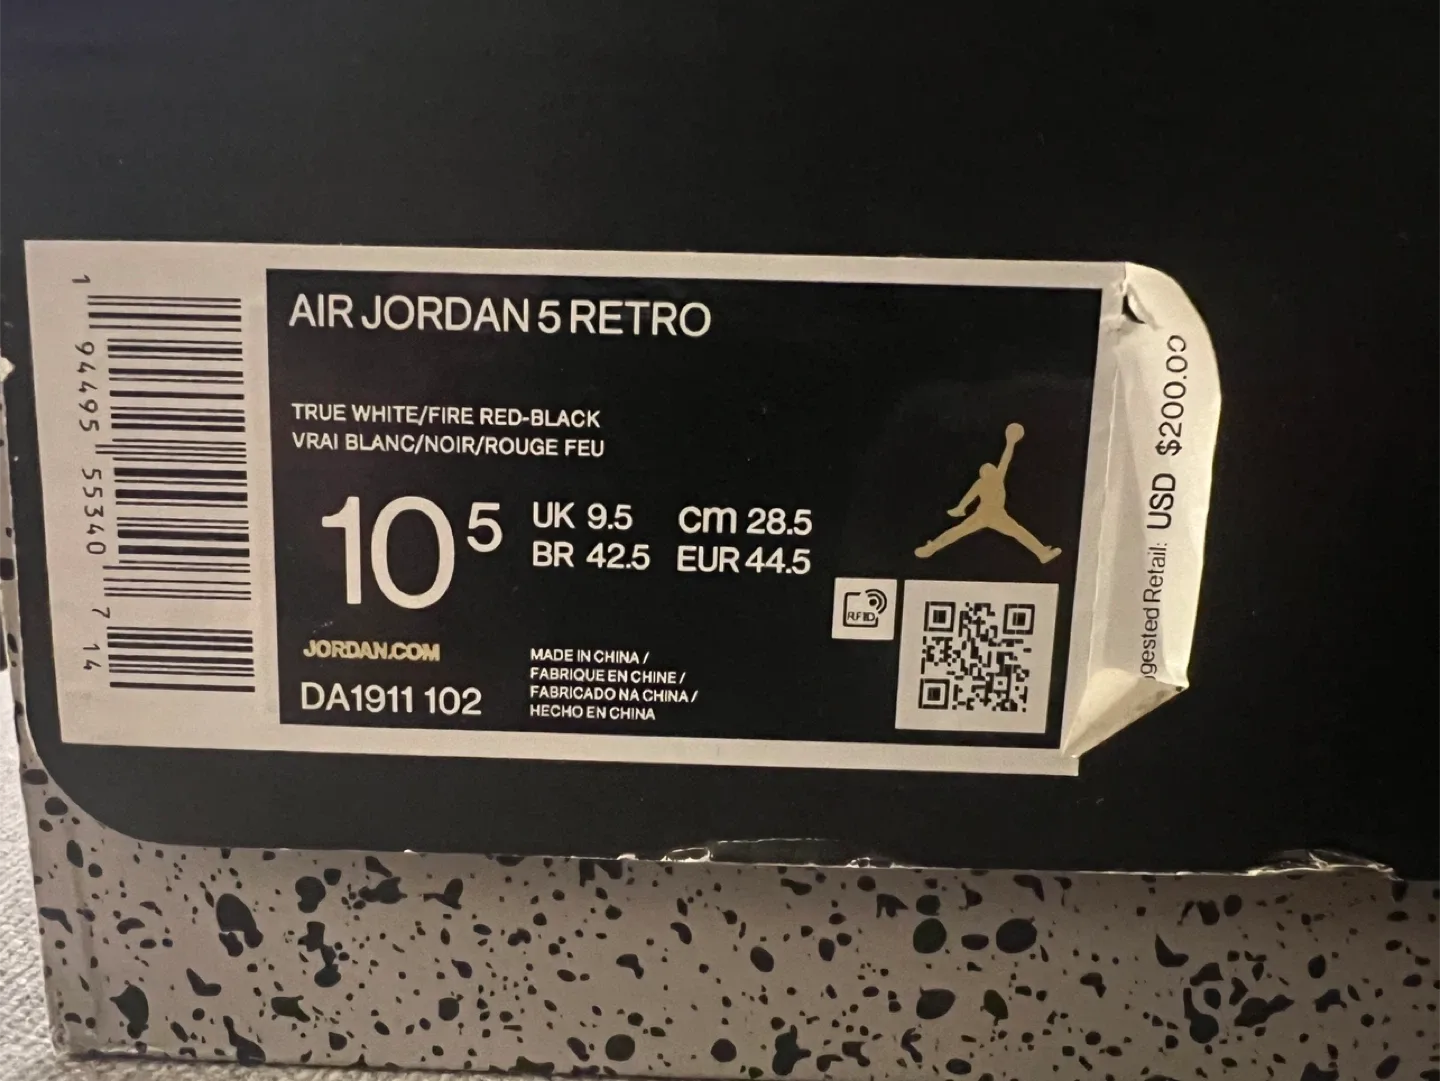 AIR JORDAN 5 RETRO
TRUE WHITE/FIRE RED-BLACK
VRAI BLANC/NOIR/ROUGE FEU
10 5
UK 9.5 cm 28.5
BR 42.5 EUR 44.5
RFID
JORDAN.COM
DA1911 102
MADE IN CHINA /
FABRIQUE EN CHINE /
FABRICADO NA CHINA /
HECHO EN CHINA
1 94495 55340 7 14
Retail: USD $200.00